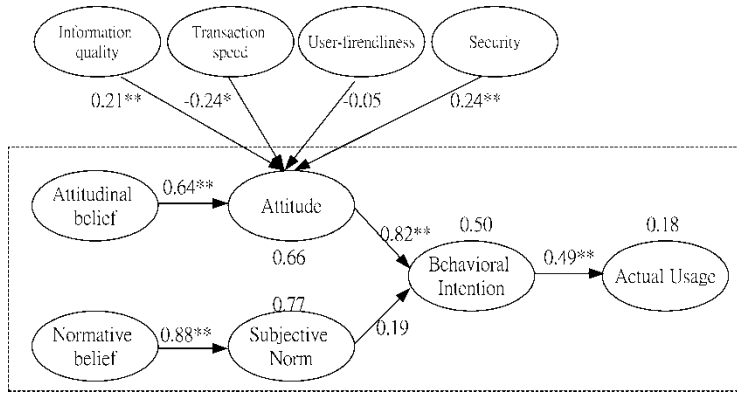 Information
quality
Transaction
speed
User-firendliness
Security
0.21**
-0.24*
-0.05
0.24**
Attitudinal
belief
0.64**
Attitude
0.66
0.82**
0.50
Behavioral
Intention
0.49**
0.18
Actual Usage
Normative
belief
0.88**
0.77
Subjective
Norm
0.19